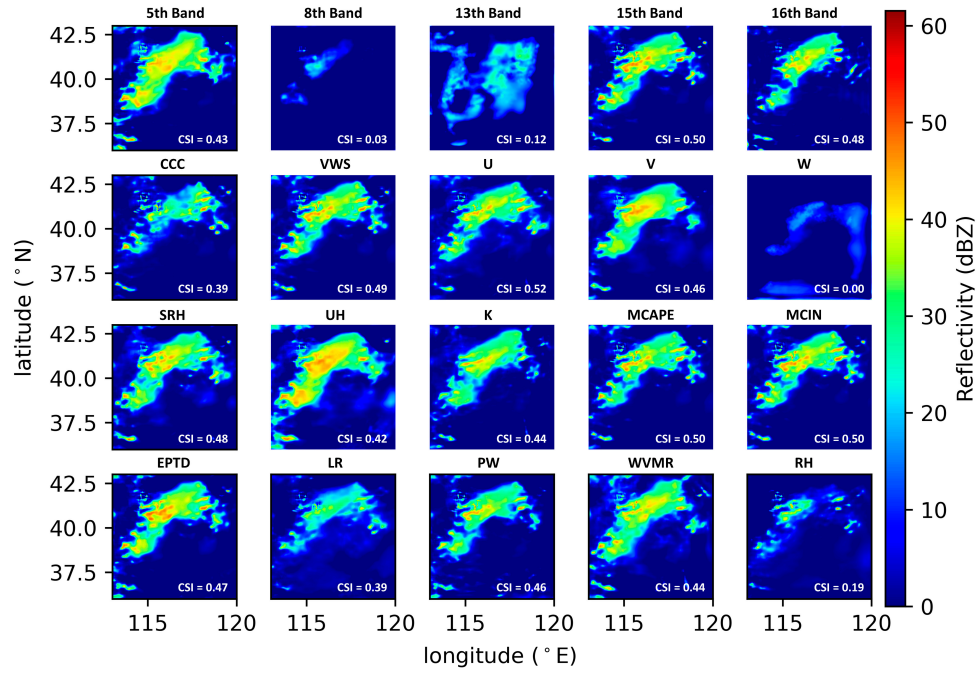 5th Band 8th Band 13th Band 15th Band 16th Band
42.5
40.0
37.5
CSI = 0.43 CSI = 0.03 CSI = 0.12 CSI = 0.50 CSI = 0.48
CCC VWS U V W
42.5
40.0
37.5
CSI = 0.39 CSI = 0.49 CSI = 0.52 CSI = 0.46 CSI = 0.00
SRH UH K MCAPE MCIN
42.5
40.0
37.5
CSI = 0.48 CSI = 0.42 CSI = 0.44 CSI = 0.50 CSI = 0.50
EPTD LR PW WVMR RH
42.5
40.0
37.5
CSI = 0.47 CSI = 0.39 CSI = 0.46 CSI = 0.44 CSI = 0.19
115 120 115 120 115 120 115 120 115 120
longitude (°E)
latitude (°N)
60
50
40
30
20
10
0
Reflectivity (dBZ)